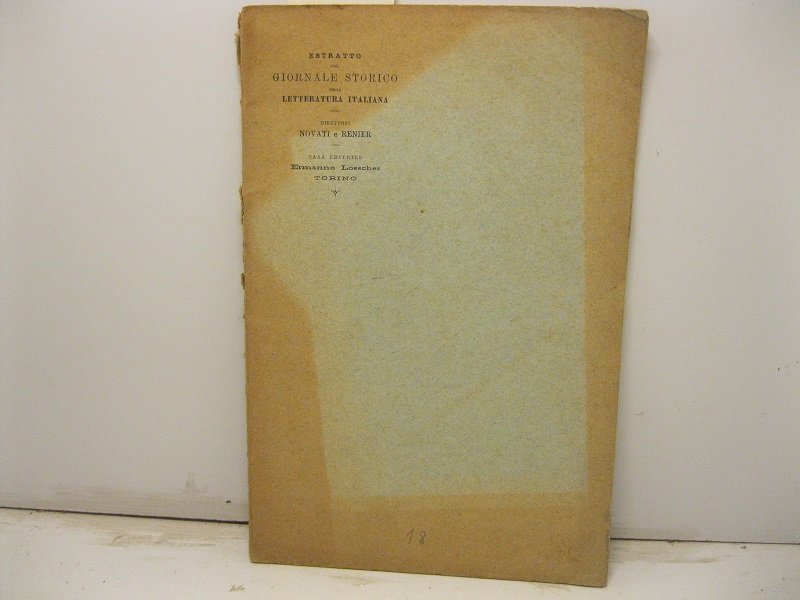 ESTRATTO
DAL
GIORNALE STORICO
DELLA
LETTERATURA ITALIANA
DIRETTORI
NOVATI e RENIER
CASA EDITRICE
Ermanno Loescher
TORINO
18